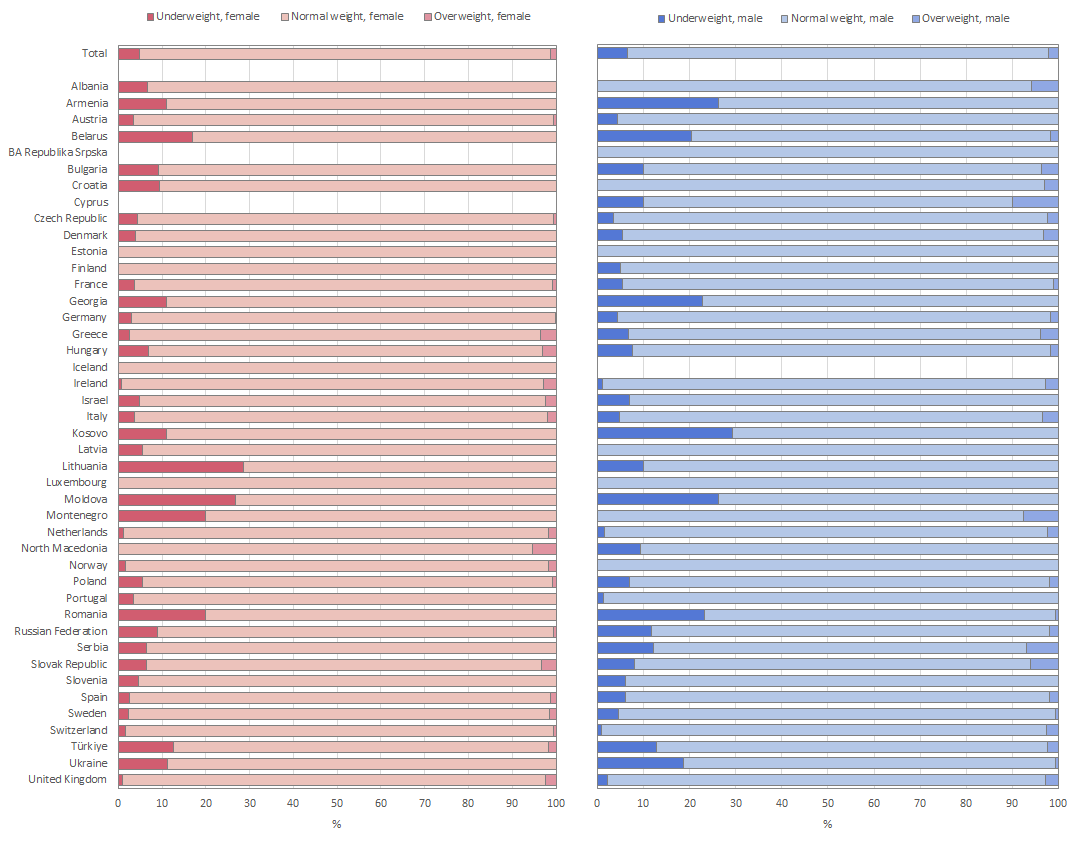 Underweight, female Normal weight, female Overweight, female
Underweight, male Normal weight, male Overweight, male
Total
Albania
Armenia
Austria
Belarus
BA Republika Srpska
Bulgaria
Croatia
Cyprus
Czech Republic
Denmark
Estonia
Finland
France
Georgia
Germany
Greece
Hungary
Iceland
Ireland
Israel
Italy
Kosovo
Latvia
Lithuania
Luxembourg
Moldova
Montenegro
Netherlands
North Macedonia
Norway
Poland
Portugal
Romania
Russian Federation
Serbia
Slovak Republic
Slovenia
Spain
Sweden
Switzerland
Türkiye
Ukraine
United Kingdom
0 10 20 30 40 50 60 70 80 90 100
%
0 10 20 30 40 50 60 70 80 90 100
%